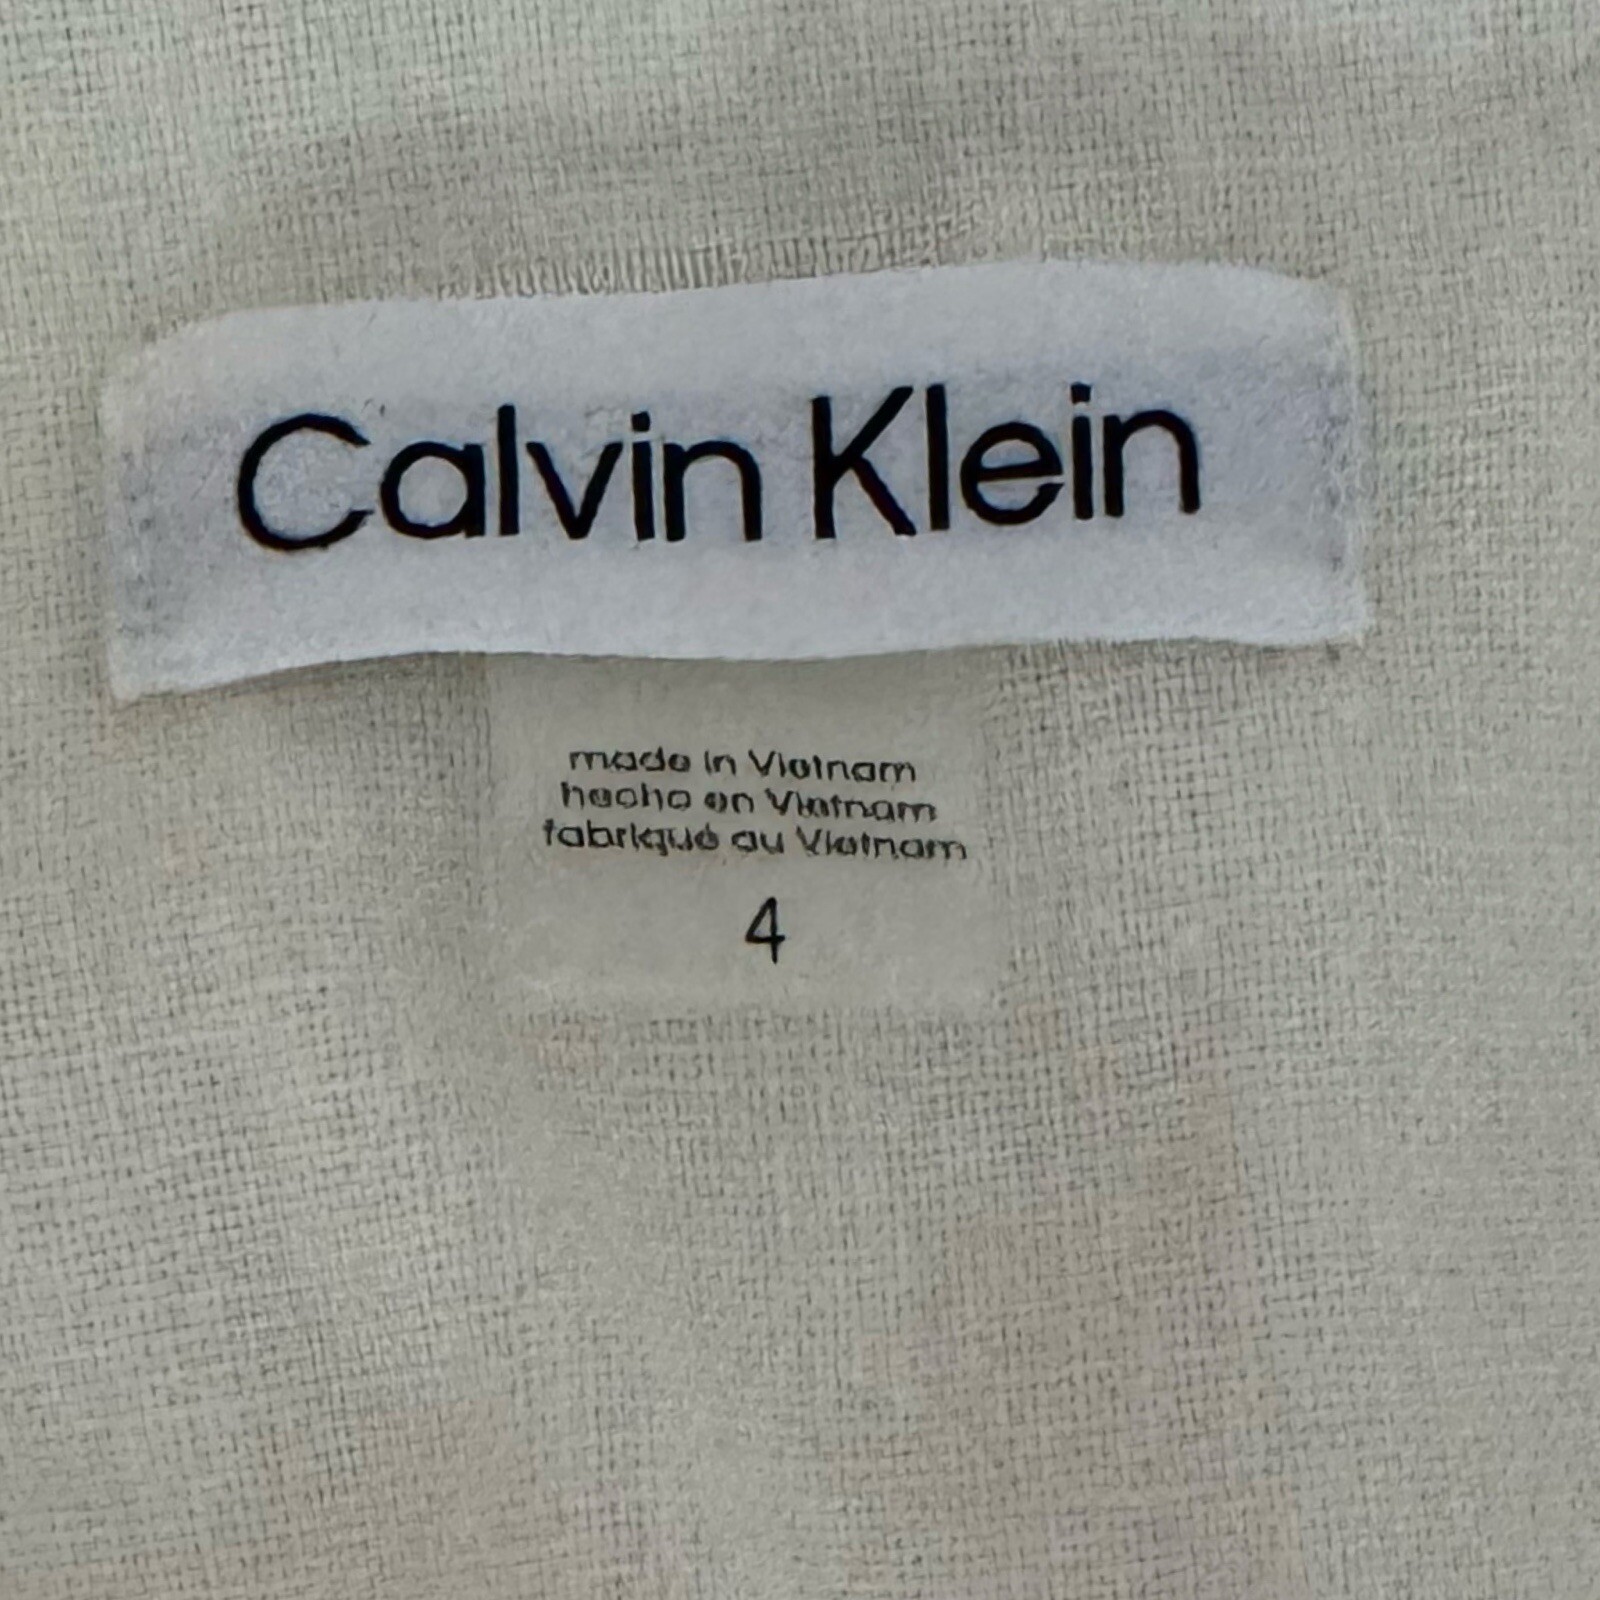 Calvin Klein
made in Vietnam
hecho en Vietnam
fabriqué au Vietnam
4